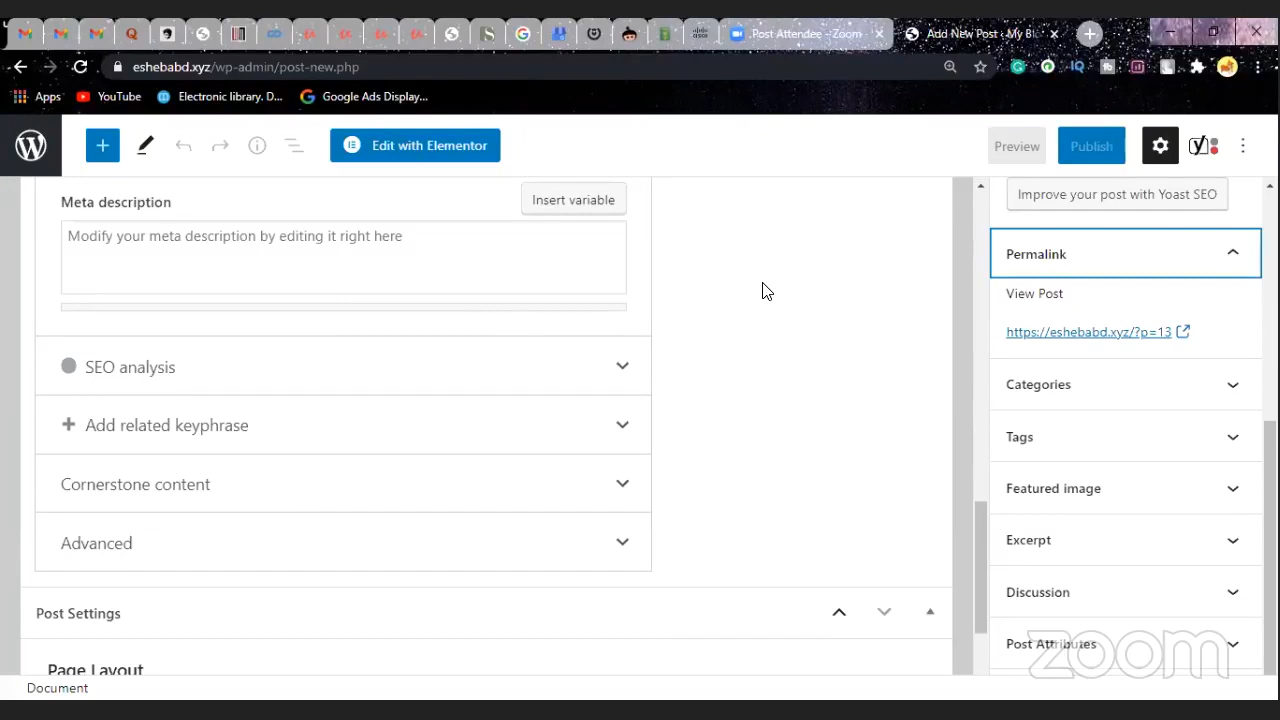 Post Attendee - Zoom
Add New Post ‹ My Bl
eshebabd.xyz/wp-admin/post-new.php
Apps
YouTube
Electronic library. D...
Google Ads Display...
Edit with Elementor
Preview
Publish
Meta description
Insert variable
Modify your meta description by editing it right here
SEO analysis
Add related keyphrase
Cornerstone content
Advanced
Post Settings
Page Layout
Document
Improve your post with Yoast SEO
Permalink
View Post
https://eshebabd.xyz/?p=13
Categories
Tags
Featured image
Excerpt
Discussion
Post Attributes
zoom